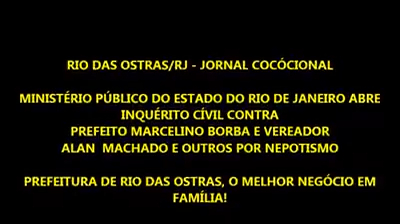 RIO DAS OSTRAS/RJ - JORNAL COCÓCIONAL
MINISTÉRIO PÚBLICO DO ESTADO DO RIO DE JANEIRO ABRE
INQUÉRITO CÍVIL CONTRA
PREFEITO MARCELINO BORBA E VEREADOR
ALAN MACHADO E OUTROS POR NEPOTISMO
PREFEITURA DE RIO DAS OSTRAS, O MELHOR NEGÓCIO EM
FAMÍLIA!